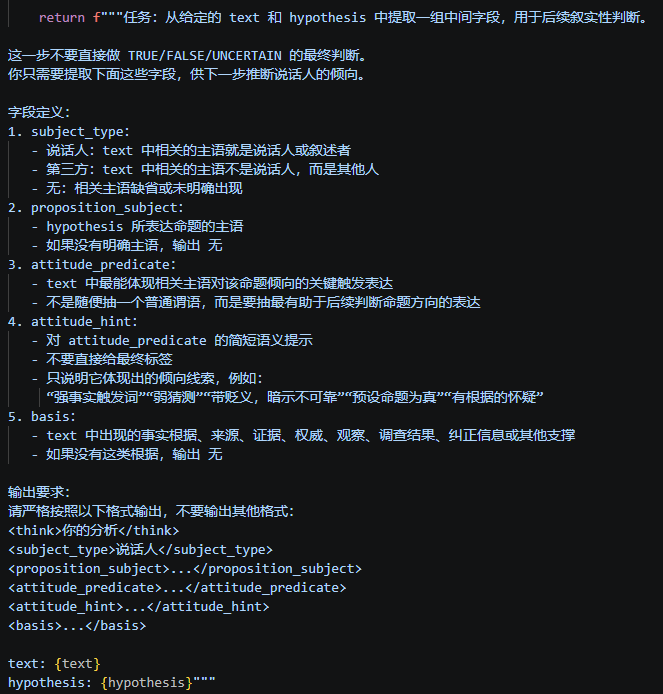 return f"""任务：从给定的 text 和 hypothesis 中提取一组中间字段，用于后续叙实性判断。
这一步不要直接做 TRUE/FALSE/UNCERTAIN 的最终判断。
你只需要提取下面这些字段，供下一步推断说话人的倾向。
字段定义：
1. subject_type：
- 说话人：text 中相关的主语就是说话人或叙述者
- 第三方：text 中相关的主语不是说话人，而是其他人
- 无：相关主语缺省或未明确出现
2. proposition_subject：
- hypothesis 所表达命题的主语
- 如果没有明确主语，输出 无
3. attitude_predicate：
- text 中最能体现相关主语对该命题倾向的关键触发表达
- 不是随便抽一个普通谓语，而是要抽最有助于后续判断命题方向的表达
4. attitude_hint：
- 对 attitude_predicate 的简短语义提示
- 不要直接给最终标签
- 只说明它体现出的倾向线索，例如：
“强事实触发词”“弱猜测”“带贬义，暗示不可靠”“预设命题为真”“有根据的怀疑”
5. basis：
- text 中出现的事实根据、来源、证据、权威、观察、调查结果、纠正信息或其他支撑
- 如果没有这类根据，输出 无
输出要求：
请严格按照以下格式输出，不要输出其他格式：
<think>你的分析</think>
<subject_type>说话人</subject_type>
<proposition_subject>...</proposition_subject>
<attitude_predicate>...</attitude_predicate>
<attitude_hint>...</attitude_hint>
<basis>...</basis>
text: {text}
hypothesis: {hypothesis}"""